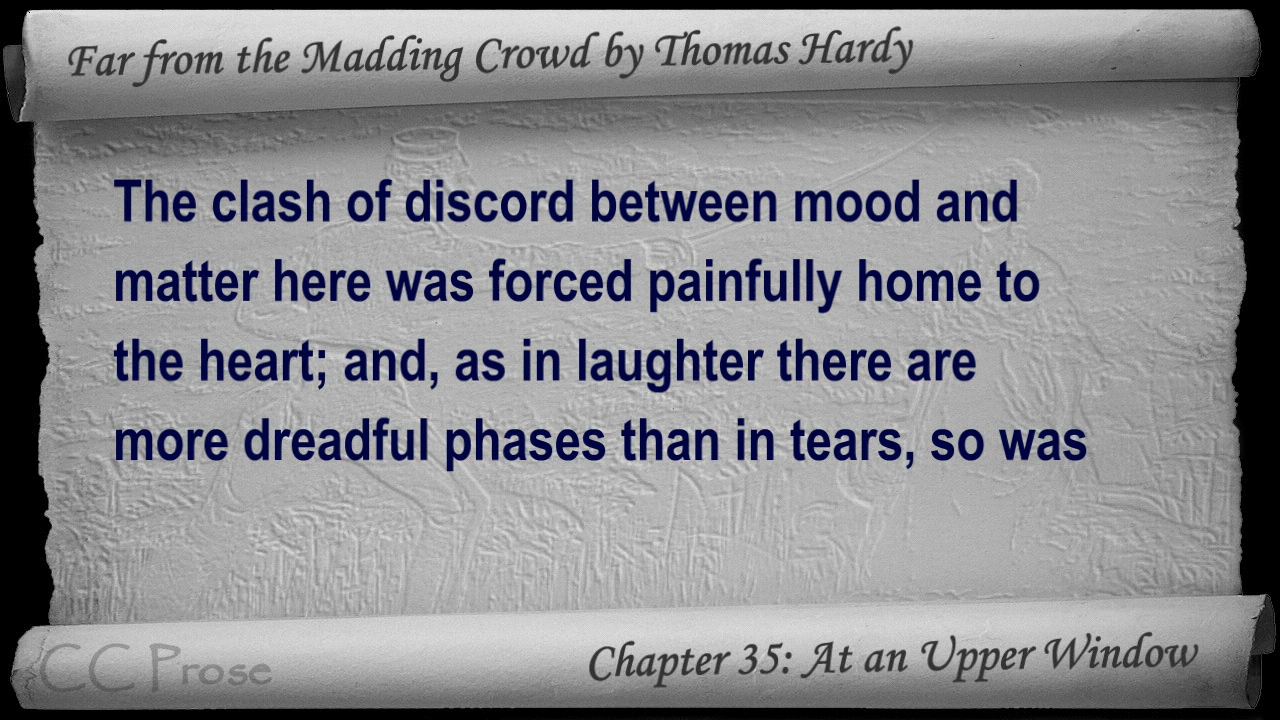 Far from the Madding Crowd by Thomas Hardy
The clash of discord between mood and
matter here was forced painfully home to
the heart; and, as in laughter there are
more dreadful phases than in tears, so was
CC Prose
Chapter 35: At an Upper Window